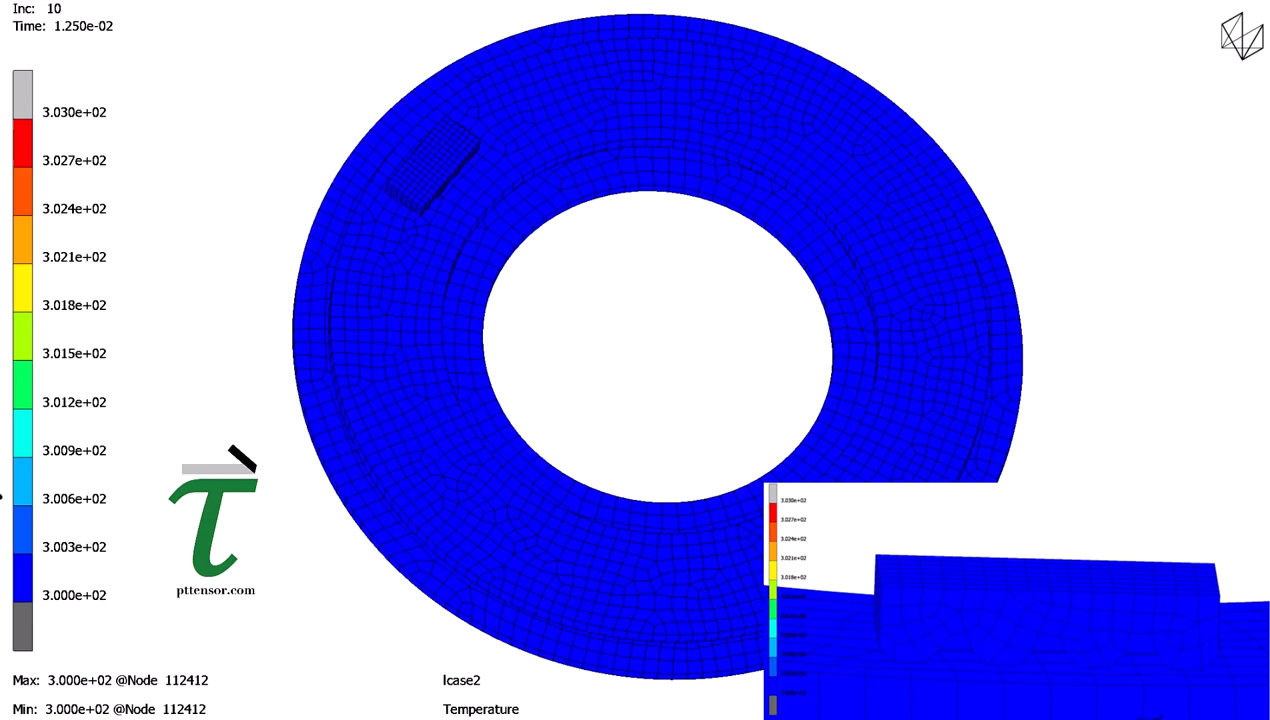 Inc: 10
Time: 1.250e-02
3.030e+02
3.027e+02
3.024e+02
3.021e+02
3.018e+02
3.015e+02
3.012e+02
3.009e+02
3.006e+02
3.003e+02
3.000e+02
τ
pttensor.com
Max: 3.000e+02 @Node 112412
Min: 3.000e+02 @Node 112412
lcase2
Temperature
3.030e+02
3.027e+02
3.024e+02
3.021e+02
3.018e+02